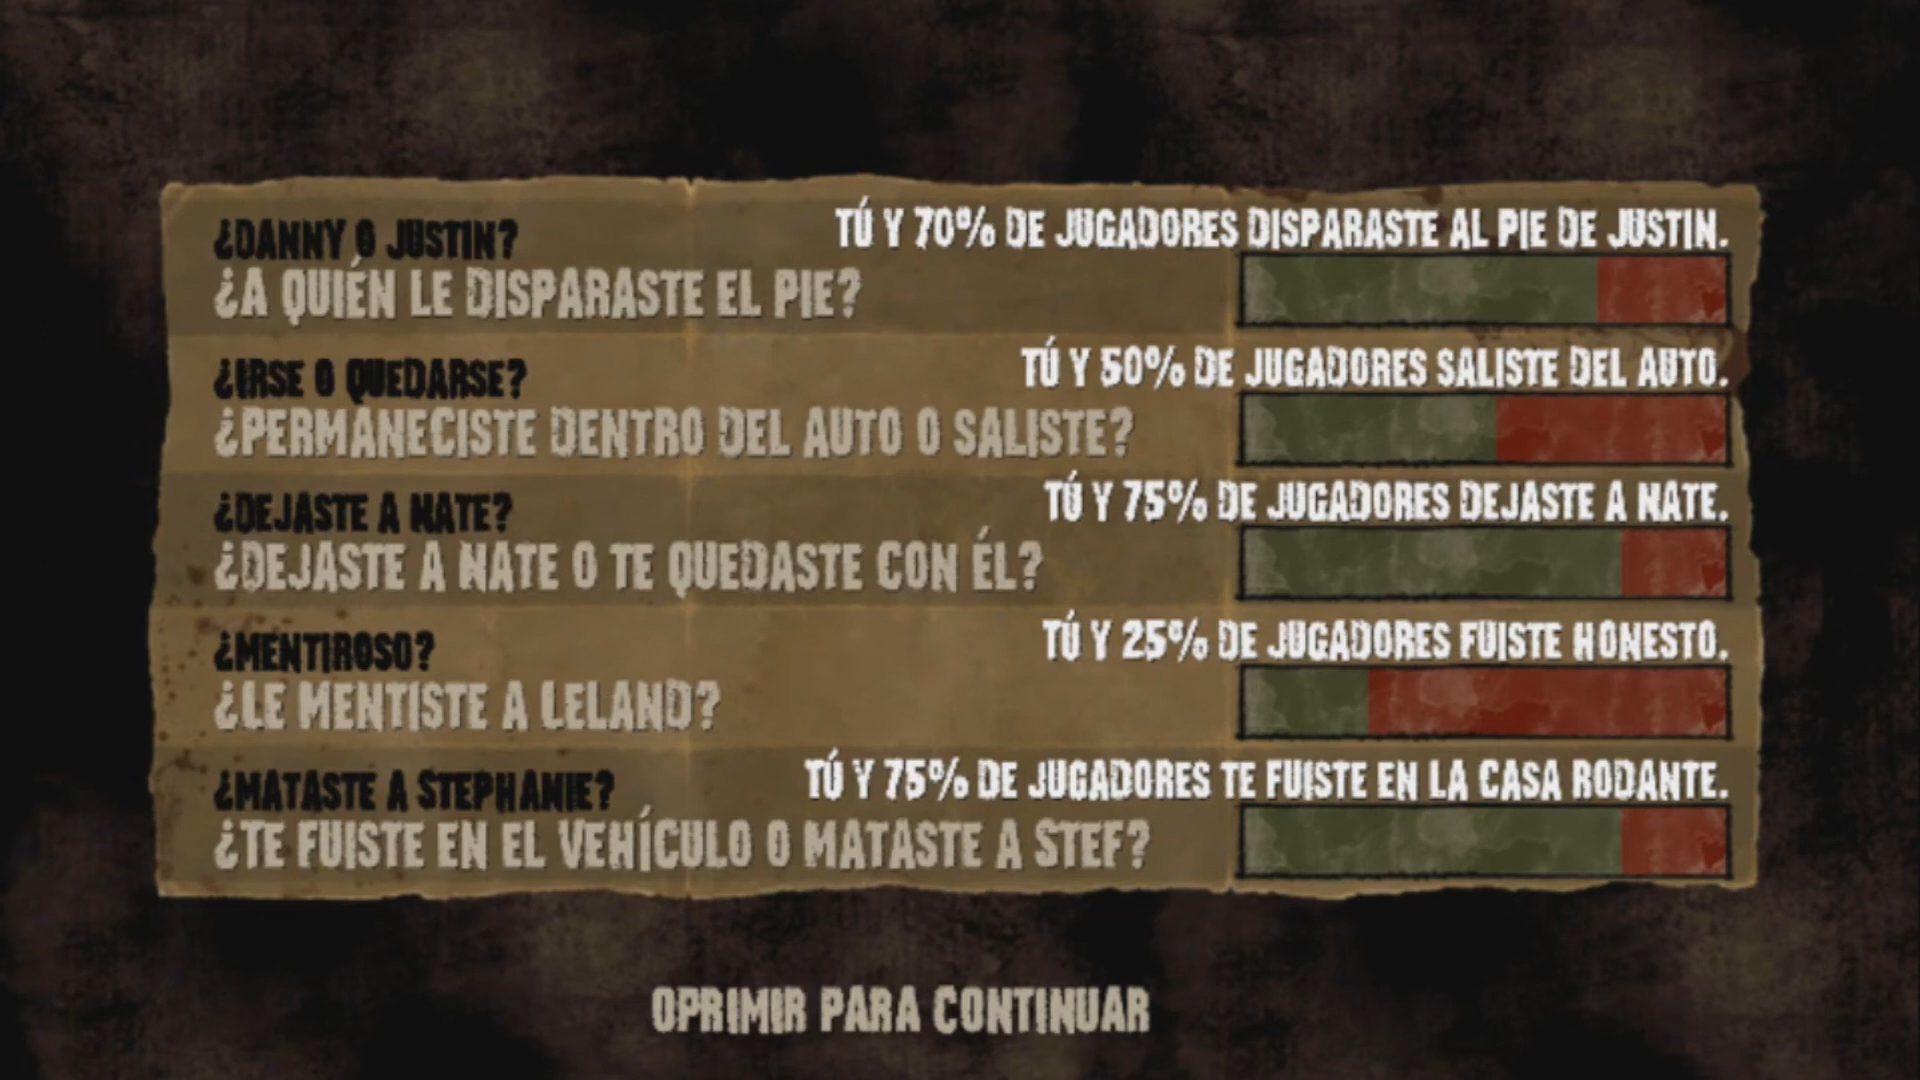 ¿DANNY O JUSTIN?
TÚ Y 70% DE JUGADORES DISPARASTE AL PIE DE JUSTIN.
¿A QUIÉN LE DISPARASTE EL PIE?
¿IRSE O QUEDARSE?
TÚ Y 50% DE JUGADORES SALISTE DEL AUTO.
¿PERMANECISTE DENTRO DEL AUTO O SALISTE?
¿DEJASTE A NATE?
TÚ Y 75% DE JUGADORES DEJASTE A NATE.
¿DEJASTE A NATE O TE QUEDASTE CON ÉL?
¿MENTIROSO?
TÚ Y 25% DE JUGADORES FUISTE HONESTO.
¿LE MENTISTE A LELAND?
¿MATASTE A STEPHANIE?
TÚ Y 75% DE JUGADORES TE FUISTE EN LA CASA RODANTE.
¿TE FUISTE EN EL VEHÍCULO O MATASTE A STEF?
OPRIMIR PARA CONTINUAR